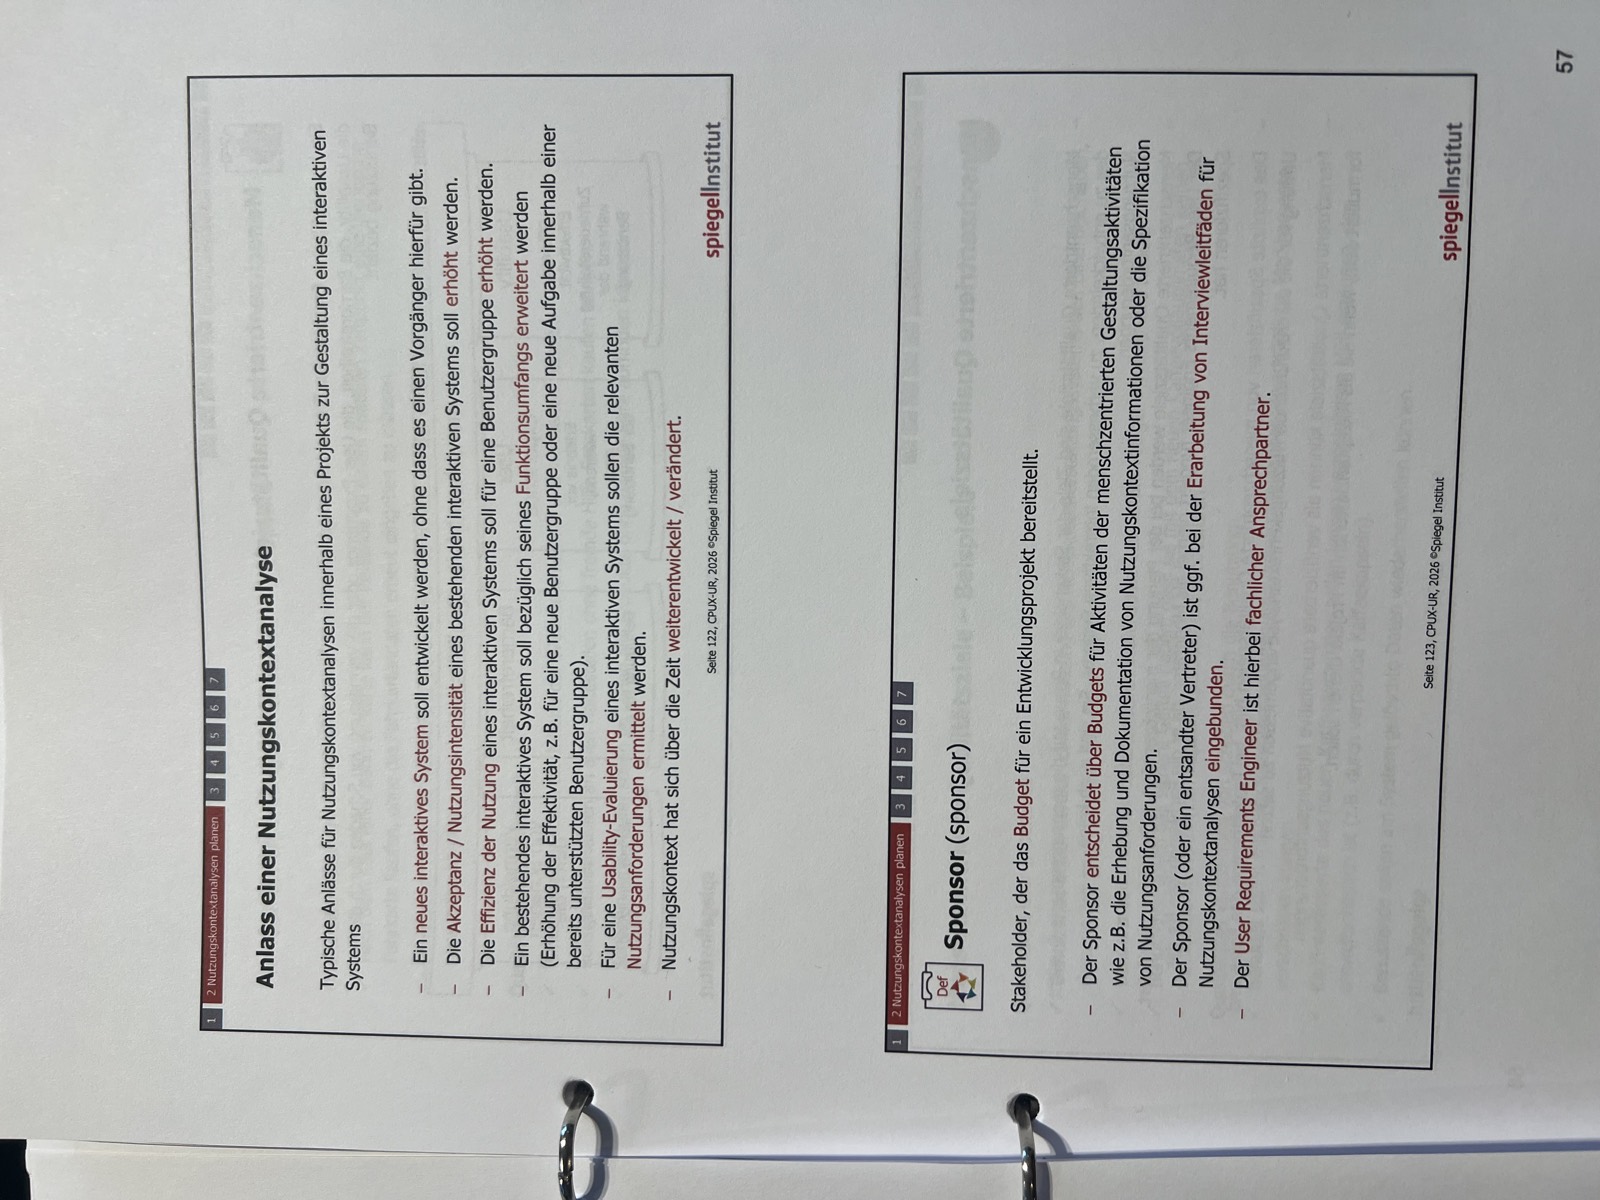 1 2 Nutzungskontextanalysen planen 3 4 5 6 7
Anlass einer Nutzungskontextanalyse
Typische Anlässe für Nutzungskontextanalysen innerhalb eines Projekts zur Gestaltung eines interaktiven
Systems
– Ein neues interaktives System soll entwickelt werden, ohne dass es einen Vorgänger hierfür gibt.
– Die Akzeptanz / Nutzungsintensität eines bestehenden interaktiven Systems soll erhöht werden.
– Die Effizienz der Nutzung eines interaktiven Systems soll für eine Benutzergruppe erhöht werden.
– Ein bestehendes interaktives System soll bezüglich seines Funktionsumfangs erweitert werden
(Erhöhung der Effektivität, z.B. für eine neue Benutzergruppe oder eine neue Aufgabe innerhalb einer
bereits unterstützten Benutzergruppe).
– Für eine Usability-Evaluierung eines interaktiven Systems sollen die relevanten
Nutzungsanforderungen ermittelt werden.
– Nutzungskontext hat sich über die Zeit weiterentwickelt / verändert.
Seite 122, CPUX-UR, 2026 ©Spiegel Institut
spiegelInstitut
1 2 Nutzungskontextanalysen planen 3 4 5 6 7
Def
Sponsor (sponsor)
Stakeholder, der das Budget für ein Entwicklungsprojekt bereitstellt.
– Der Sponsor entscheidet über Budgets für Aktivitäten der menschzentrierten Gestaltungsaktivitäten
wie z.B. die Erhebung und Dokumentation von Nutzungskontextinformationen oder die Spezifikation
von Nutzungsanforderungen.
– Der Sponsor (oder ein entsandter Vertreter) ist ggf. bei der Erarbeitung von Interviewleitfäden für
Nutzungskontextanalysen eingebunden.
– Der User Requirements Engineer ist hierbei fachlicher Ansprechpartner.
Seite 123, CPUX-UR, 2026 ©Spiegel Institut
spiegelInstitut
57